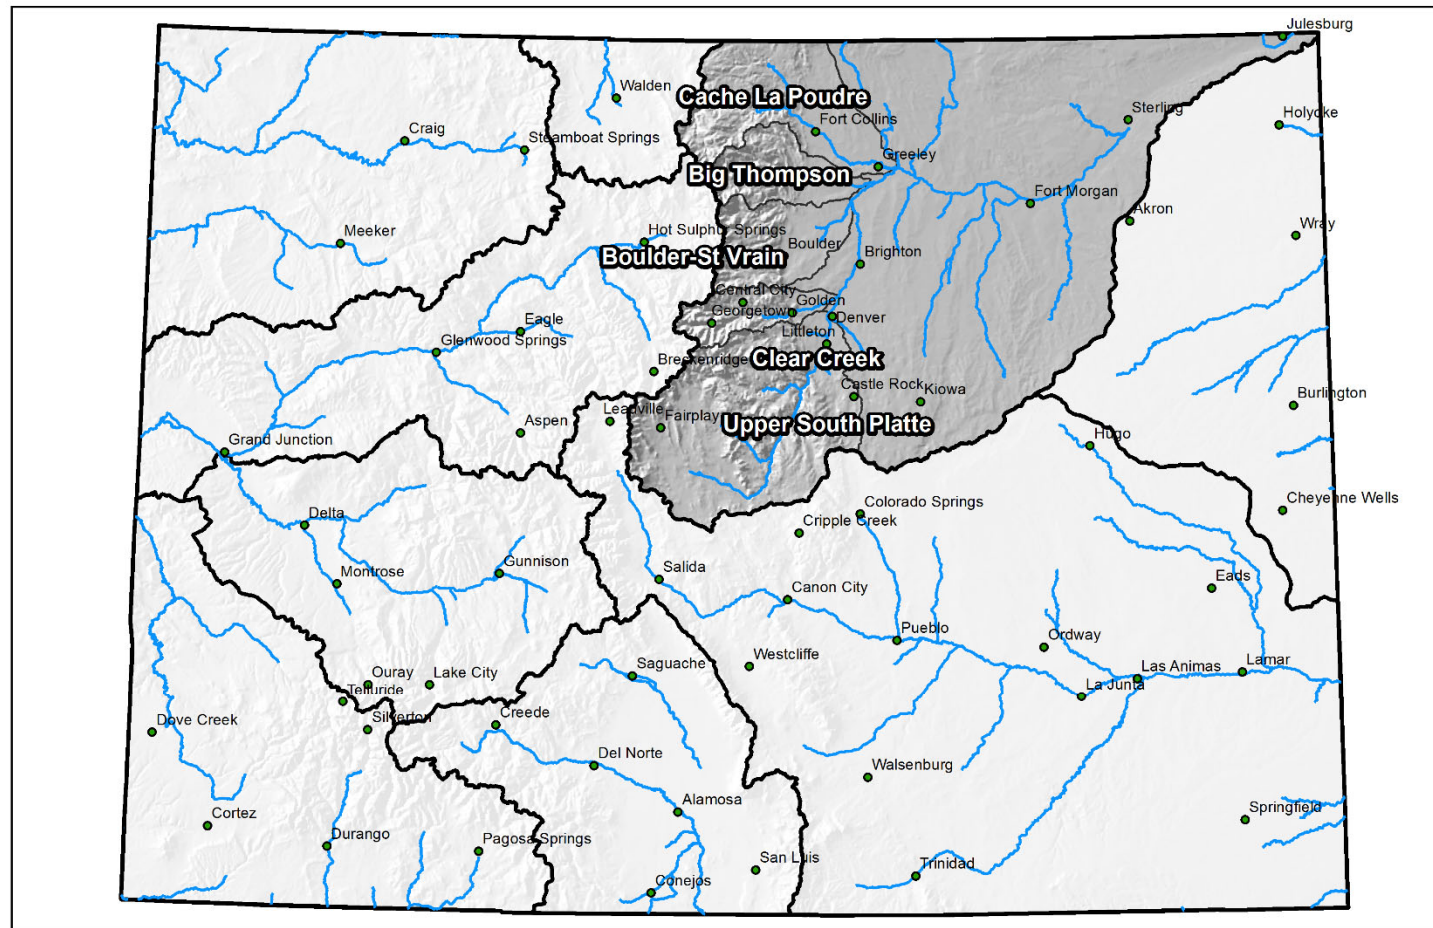 Julesburg
Walden
Cache La Poudre
Sterling
Holyoke
Fort Collins
Craig
Steamboat Springs
Greeley
Big Thompson
Fort Morgan
Akron
Wray
Meeker
Hot Sulphur Springs
Boulder
Brighton
Boulder-St Vrain
Central City
Golden
Georgetown
Denver
Eagle
Littleton
Glenwood Springs
Breckenridge
Clear Creek
Castle Rock
Kiowa
Burlington
Leadville
Fairplay
Upper South Platte
Aspen
Grand Junction
Hugo
Cheyenne Wells
Colorado Springs
Delta
Cripple Creek
Gunnison
Salida
Montrose
Eads
Canon City
Pueblo
Ordway
Westcliffe
Saguache
Las Animas
Lamar
Ouray
Lake City
La Junta
Telluride
Silverton
Dove Creek
Creede
Del Norte
Walsenburg
Alamosa
Springfield
Cortez
Durango
Pagosa Springs
San Luis
Trinidad
Conejos